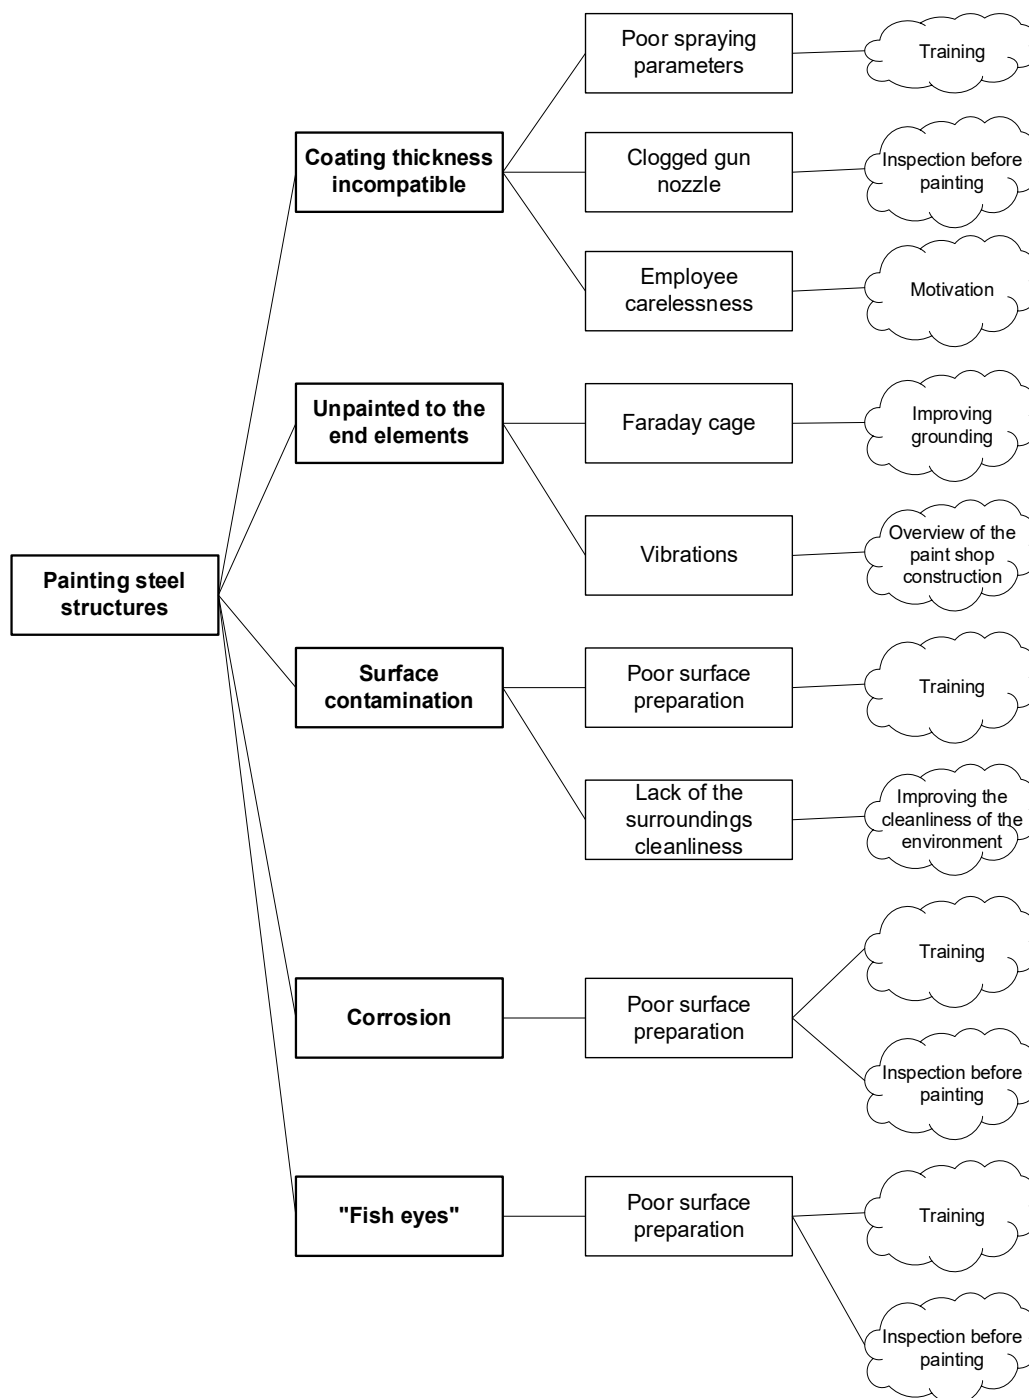 Painting steel
structures
Coating thickness
incompatible
Poor spraying
parameters
Training
Clogged gun
nozzle
Inspection before
painting
Employee
carelessness
Motivation
Unpainted to the
end elements
Faraday cage
Improving
grounding
Vibrations
Overview of the
paint shop
construction
Surface
contamination
Poor surface
preparation
Training
Lack of the
surroundings
cleanliness
Improving the
cleanliness of the
environment
Corrosion
Poor surface
preparation
Training
Inspection before
painting
"Fish eyes"
Poor surface
preparation
Training
Inspection before
painting